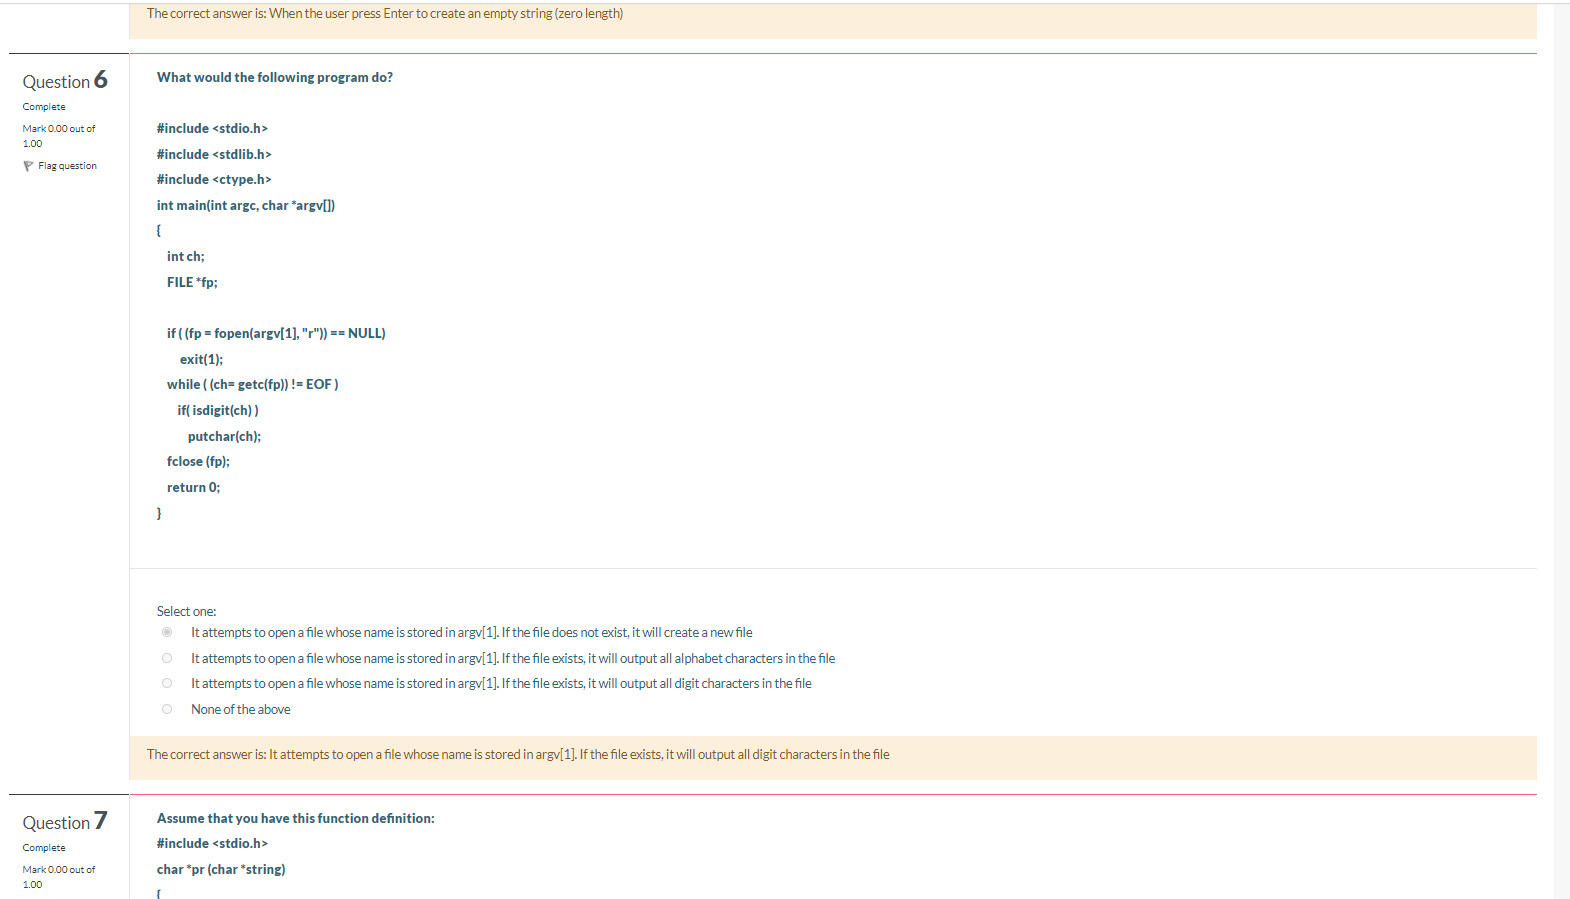 The correct answer is: When the user press Enter to create an empty string (zero length)
Question 6
Complete
Mark 0.00 out of
1.00
Flag question
What would the following program do?
#include <stdio.h>
#include <stdlib.h>
#include <ctype.h>
int main(int argc, char *argv[])
{
int ch;
FILE *fp;
if ( (fp = fopen(argv[1], "r")) == NULL)
exit(1);
while ( (ch= getc(fp)) != EOF )
if( isdigit(ch) )
putchar(ch);
fclose (fp);
return 0;
}
Select one:
It attempts to open a file whose name is stored in argv[1]. If the file does not exist, it will create a new file
It attempts to open a file whose name is stored in argv[1]. If the file exists, it will output all alphabet characters in the file
It attempts to open a file whose name is stored in argv[1]. If the file exists, it will output all digit characters in the file
None of the above
The correct answer is: It attempts to open a file whose name is stored in argv[1]. If the file exists, it will output all digit characters in the file
Question 7
Complete
Mark 0.00 out of
1.00
Assume that you have this function definition:
#include <stdio.h>
char *pr (char *string)
{